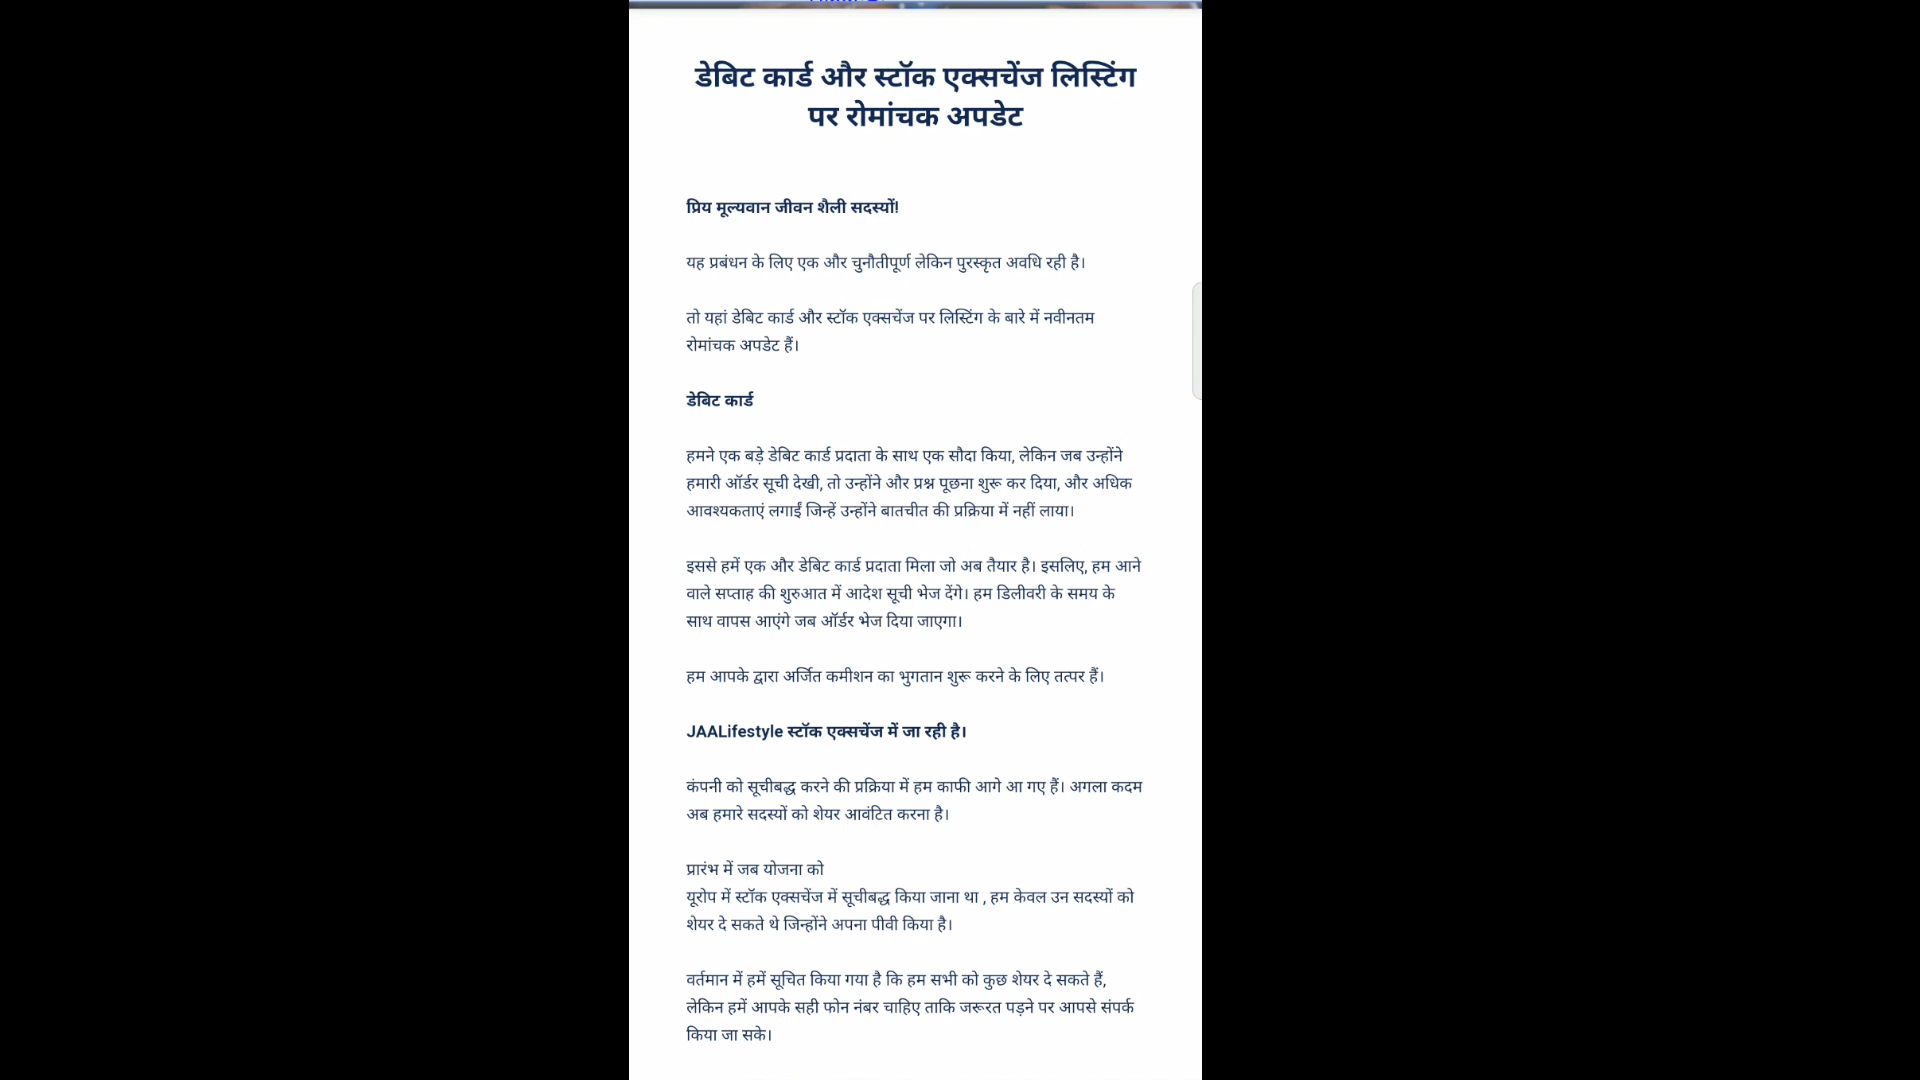 डेबिट कार्ड और स्टॉक एक्सचेंज लिस्टिंग
पर रोमांचक अपडेट
प्रिय मूल्यवान जीवन शैली सदस्यों!
यह प्रबंधन के लिए एक और चुनौतीपूर्ण लेकिन पुरस्कृत अवधि रही है।
तो यहां डेबिट कार्ड और स्टॉक एक्सचेंज पर लिस्टिंग के बारे में नवीनतम
रोमांचक अपडेट हैं।
डेबिट कार्ड
हमने एक बड़े डेबिट कार्ड प्रदाता के साथ एक सौदा किया, लेकिन जब उन्होंने
हमारी ऑर्डर सूची देखी, तो उन्होंने और प्रश्न पूछना शुरू कर दिया, और अधिक
आवश्यकताएं लगाईं जिन्हें उन्होंने बातचीत की प्रक्रिया में नहीं लाया।
इससे हमें एक और डेबिट कार्ड प्रदाता मिला जो अब तैयार है। इसलिए, हम आने
वाले सप्ताह की शुरुआत में आदेश सूची भेज देंगे। हम डिलीवरी के समय के
साथ वापस आएंगे जब ऑर्डर भेज दिया जाएगा।
हम आपके द्वारा अर्जित कमीशन का भुगतान शुरू करने के लिए तत्पर हैं।
JAALifestyle स्टॉक एक्सचेंज में जा रही है।
कंपनी को सूचीबद्ध करने की प्रक्रिया में हम काफी आगे आ गए हैं। अगला कदम
अब हमारे सदस्यों को शेयर आवंटित करना है।
प्रारंभ में जब योजना को
यूरोप में स्टॉक एक्सचेंज में सूचीबद्ध किया जाना था , हम केवल उन सदस्यों को
शेयर दे सकते थे जिन्होंने अपना पीवी किया है।
वर्तमान में हमें सूचित किया गया है कि हम सभी को कुछ शेयर दे सकते हैं,
लेकिन हमें आपके सही फोन नंबर चाहिए ताकि जरूरत पड़ने पर आपसे संपर्क
किया जा सके।